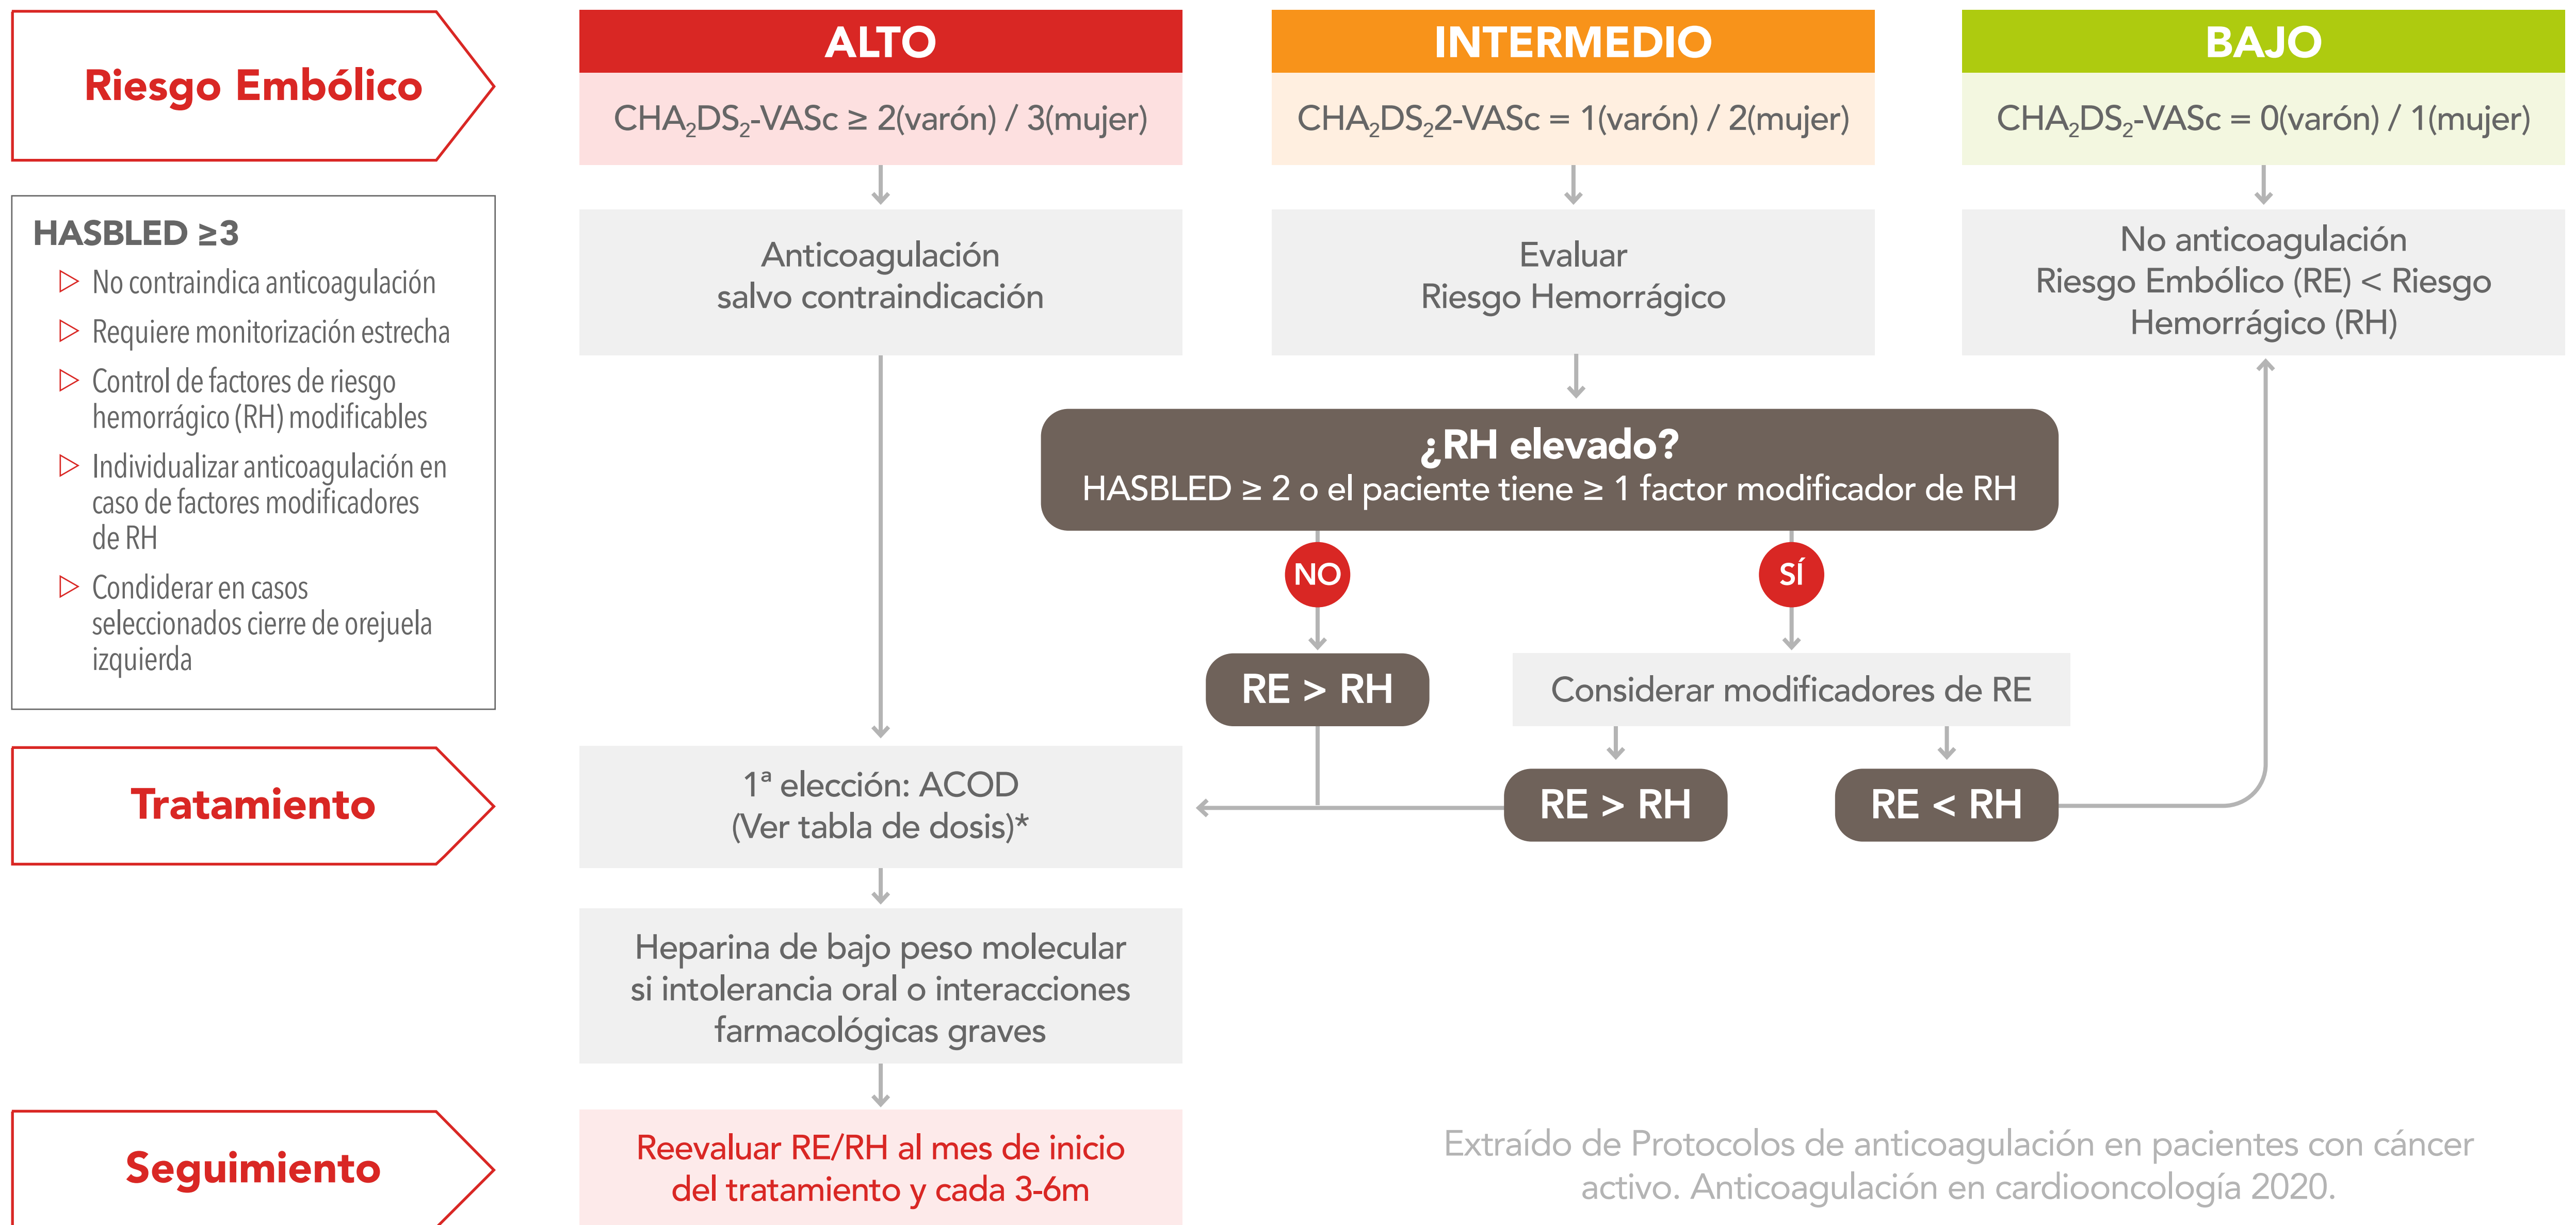 Riesgo Embólico
ALTO
CHA₂DS₂-VASc ≥ 2(varón) / 3(mujer)
INTERMEDIO
CHA₂DS₂2-VASc = 1(varón) / 2(mujer)
BAJO
CHA₂DS₂-VASc = 0(varón) / 1(mujer)
HASBLED ≥3
▷ No contraindica anticoagulación
▷ Requiere monitorización estrecha
▷ Control de factores de riesgo
hemorrágico (RH) modificables
▷ Individualizar anticoagulación en
caso de factores modificadores
de RH
▷ Condiderar en casos
seleccionados cierre de orejuela
izquierda
Anticoagulación
salvo contraindicación
Evaluar
Riesgo Hemorrágico
No anticoagulación
Riesgo Embólico (RE) < Riesgo
Hemorrágico (RH)
¿RH elevado?
HASBLED ≥ 2 o el paciente tiene ≥ 1 factor modificador de RH
NO
SÍ
RE > RH
Considerar modificadores de RE
RE > RH
RE < RH
Tratamiento
1ª elección: ACOD
(Ver tabla de dosis)*
Heparina de bajo peso molecular
si intolerancia oral o interacciones
farmacológicas graves
Seguimiento
Reevaluar RE/RH al mes de inicio
del tratamiento y cada 3-6m
Extraído de Protocolos de anticoagulación en pacientes con cáncer
activo. Anticoagulación en cardiooncología 2020.